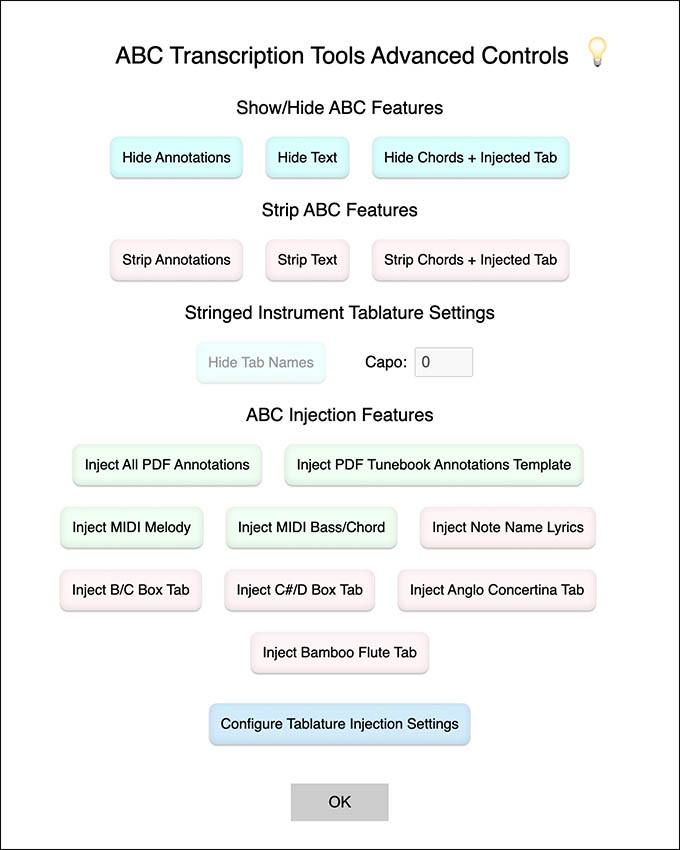 ABC Transcription Tools Advanced Controls
Show/Hide ABC Features
Hide Annotations Hide Text Hide Chords + Injected Tab
Strip ABC Features
Strip Annotations Strip Text Strip Chords + Injected Tab
Stringed Instrument Tablature Settings
Hide Tab Names Capo: 0
ABC Injection Features
Inject All PDF Annotations Inject PDF Tunebook Annotations Template
Inject MIDI Melody Inject MIDI Bass/Chord Inject Note Name Lyrics
Inject B/C Box Tab Inject C#/D Box Tab Inject Anglo Concertina Tab
Inject Bamboo Flute Tab
Configure Tablature Injection Settings
OK